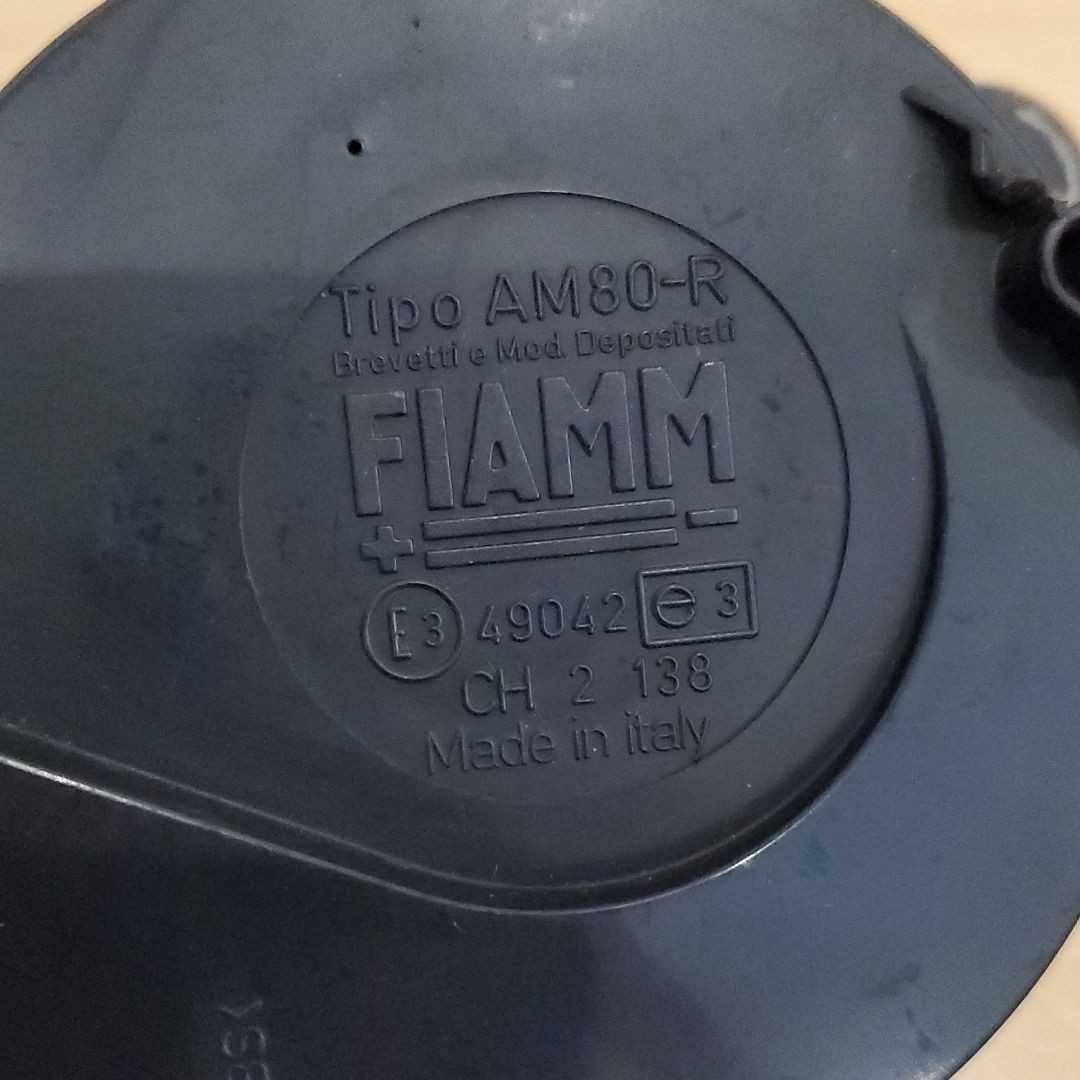 Tipo AM80-R
Brevetti e Mod. Depositati
FIAMM
+ -
E3 49042 ⊖ 3
CH 2 138
Made in italy